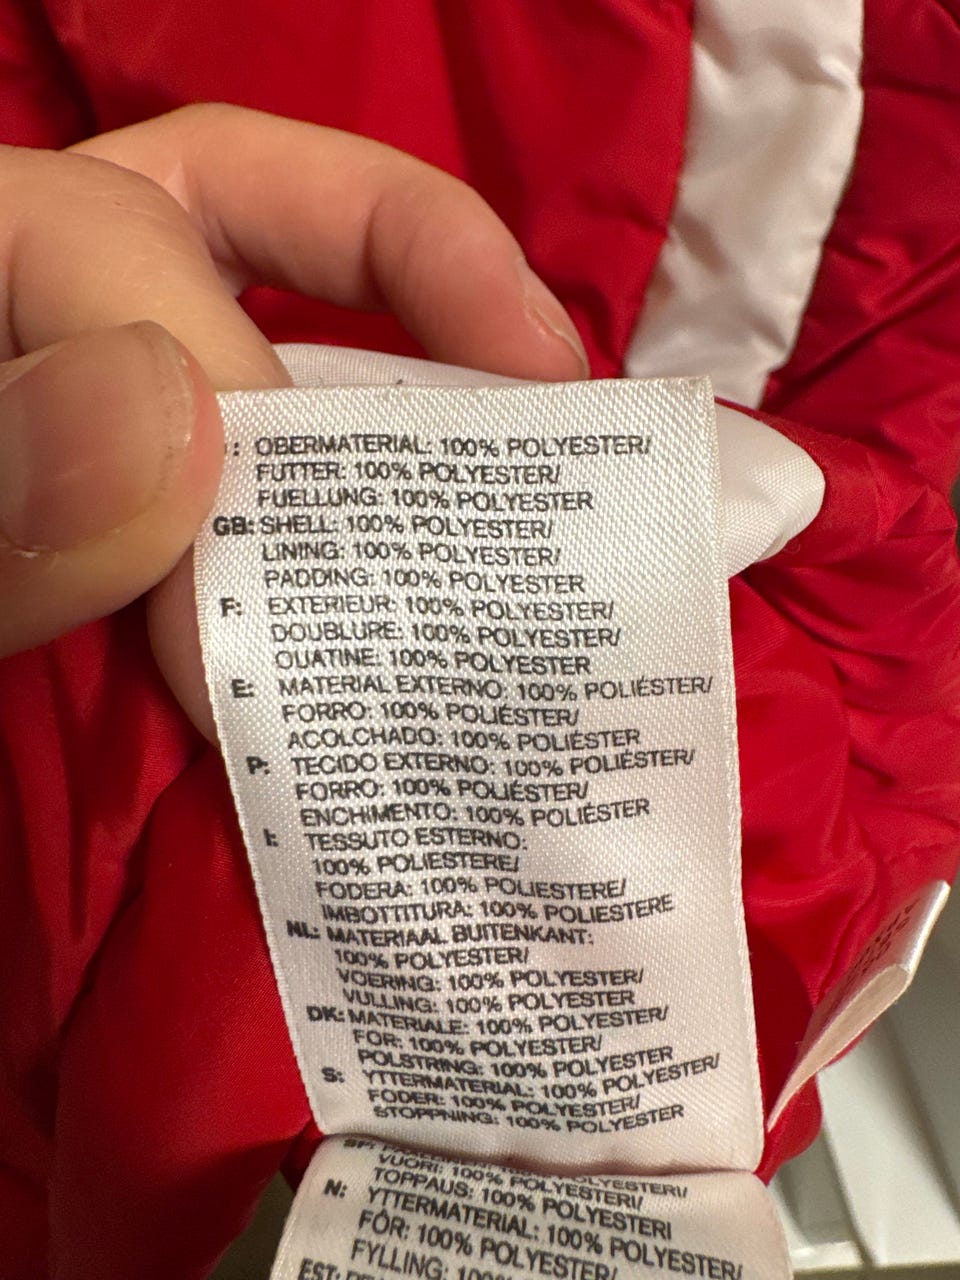 : OBERMATERIAL: 100% POLYESTER/
FUTTER: 100% POLYESTER/
FUELLUNG: 100% POLYESTER
GB: SHELL: 100% POLYESTER/
LINING: 100% POLYESTER/
PADDING: 100% POLYESTER
F: EXTERIEUR: 100% POLYESTER/
DOUBLURE: 100% POLYESTER/
OUATINE: 100% POLYESTER
E: MATERIAL EXTERNO: 100% POLIÉSTER/
FORRO: 100% POLIÉSTER/
ACOLCHADO: 100% POLIÉSTER
P: TECIDO EXTERNO: 100% POLIÉSTER/
FORRO: 100% POLIÉSTER/
ENCHIMENTO: 100% POLIÉSTER
I: TESSUTO ESTERNO:
100% POLIESTERE/
FODERA: 100% POLIESTERE/
IMBOTTITURA: 100% POLIESTERE
NL: MATERIAAL BUITENKANT:
100% POLYESTER/
VOERING: 100% POLYESTER/
VULLING: 100% POLYESTER
DK: MATERIALE: 100% POLYESTER/
FOR: 100% POLYESTER/
POLSTRING: 100% POLYESTER
S: YTTERMATERIAL: 100% POLYESTER/
FODER: 100% POLYESTER/
STOPPNING: 100% POLYESTER
VUORI: 100% POLYESTERI/
TOPPAUS: 100% POLYESTERI
N: YTTERMATERIAL: 100% POLYESTER/
FÔR: 100% POLYESTER/
FYLLING: 100% POLYESTER/
EST: